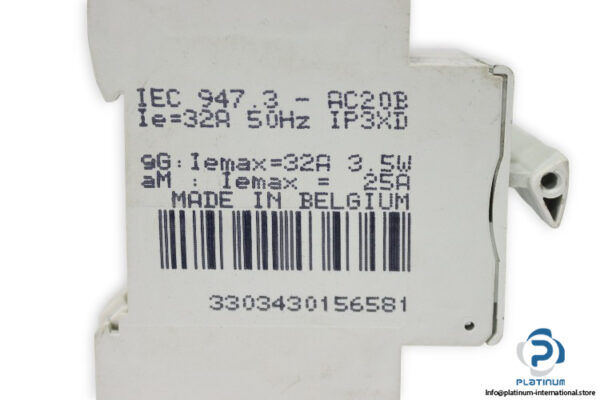 IEC 947.3 - AC20B
Ie=32A 50Hz IP3XD
gG:Iemax=32A 3.5W
aM : Iemax = 25A
MADE IN BELGIUM
3303430156581
PLATINUM
Info@platinum-international.store